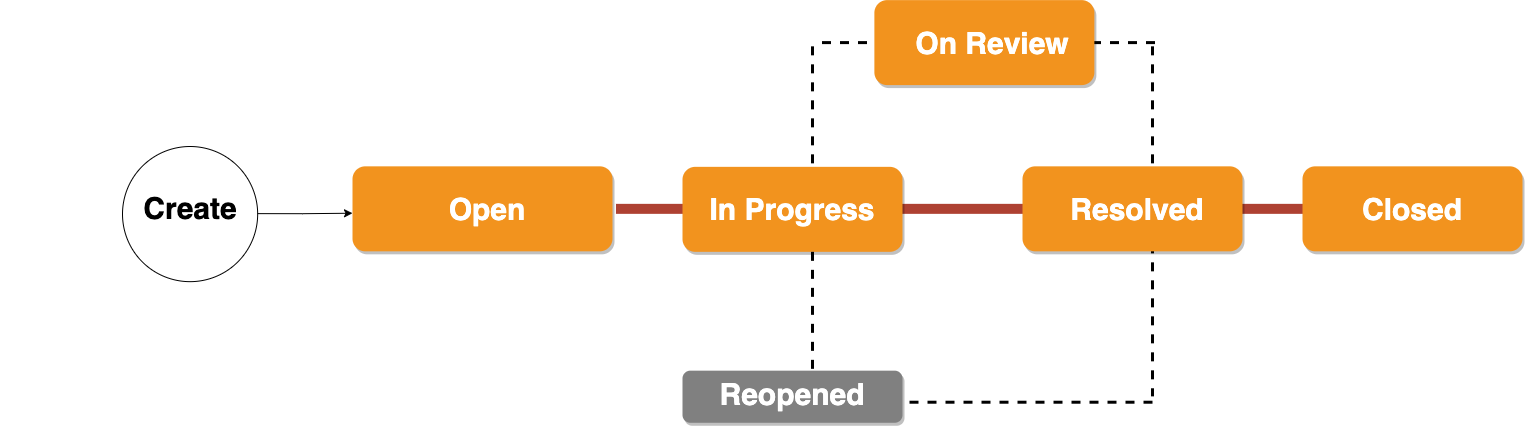 On Review
Create
Open
In Progress
Resolved
Closed
Reopened